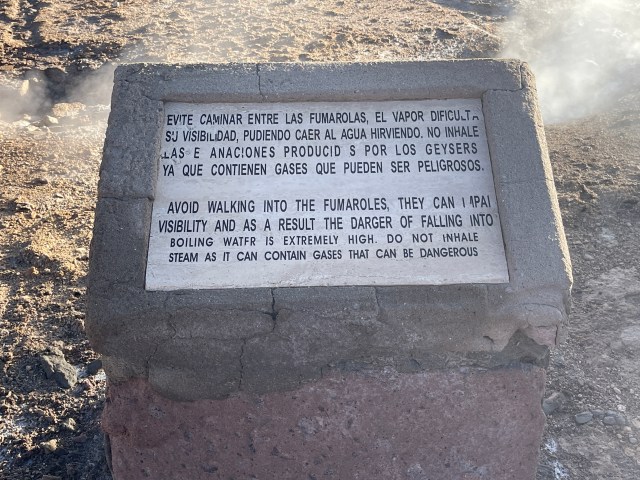 EVITE CAMINAR ENTRE LAS FUMAROLAS, EL VAPOR DIFICULTA
SU VISIBILIDAD, PUDIENDO CAER AL AGUA HIRVIENDO. NO INHALE
LAS E ANACIONES PRODUCID S POR LOS GEYSERS
YA QUE CONTIENEN GASES QUE PUEDEN SER PELIGROSOS.
AVOID WALKING INTO THE FUMAROLES, THEY CAN IMPAI
VISIBILITY AND AS A RESULT THE DARGER OF FALLING INTO
BOILING WATER IS EXTREMELY HIGH. DO NOT INHALE
STEAM AS IT CAN CONTAIN GASES THAT CAN BE DANGEROUS